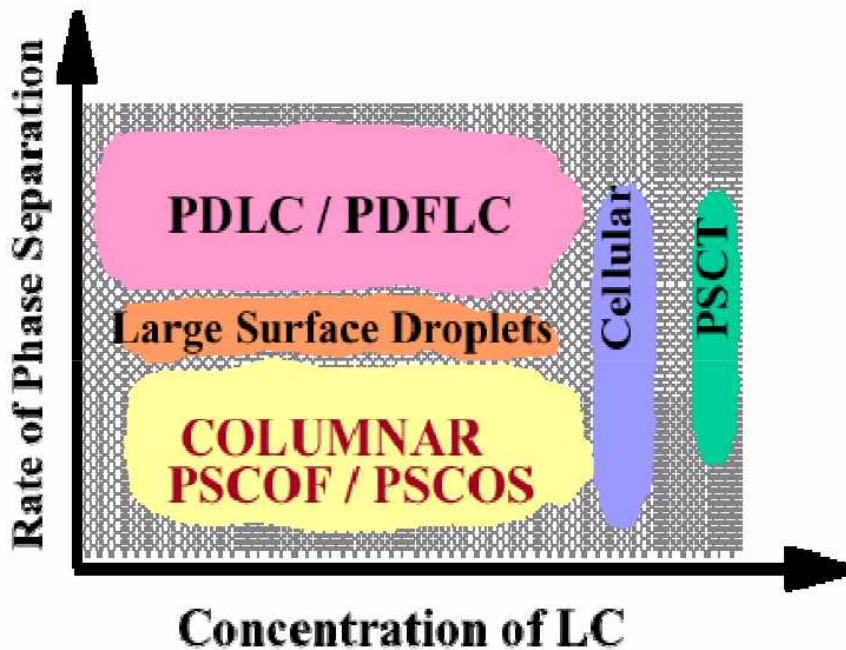 Rate of Phase Separation
PDLC / PDFLC
Large Surface Droplets
COLUMNAR
PSCOF / PSCOS
Cellular
PSCT
Concentration of LC